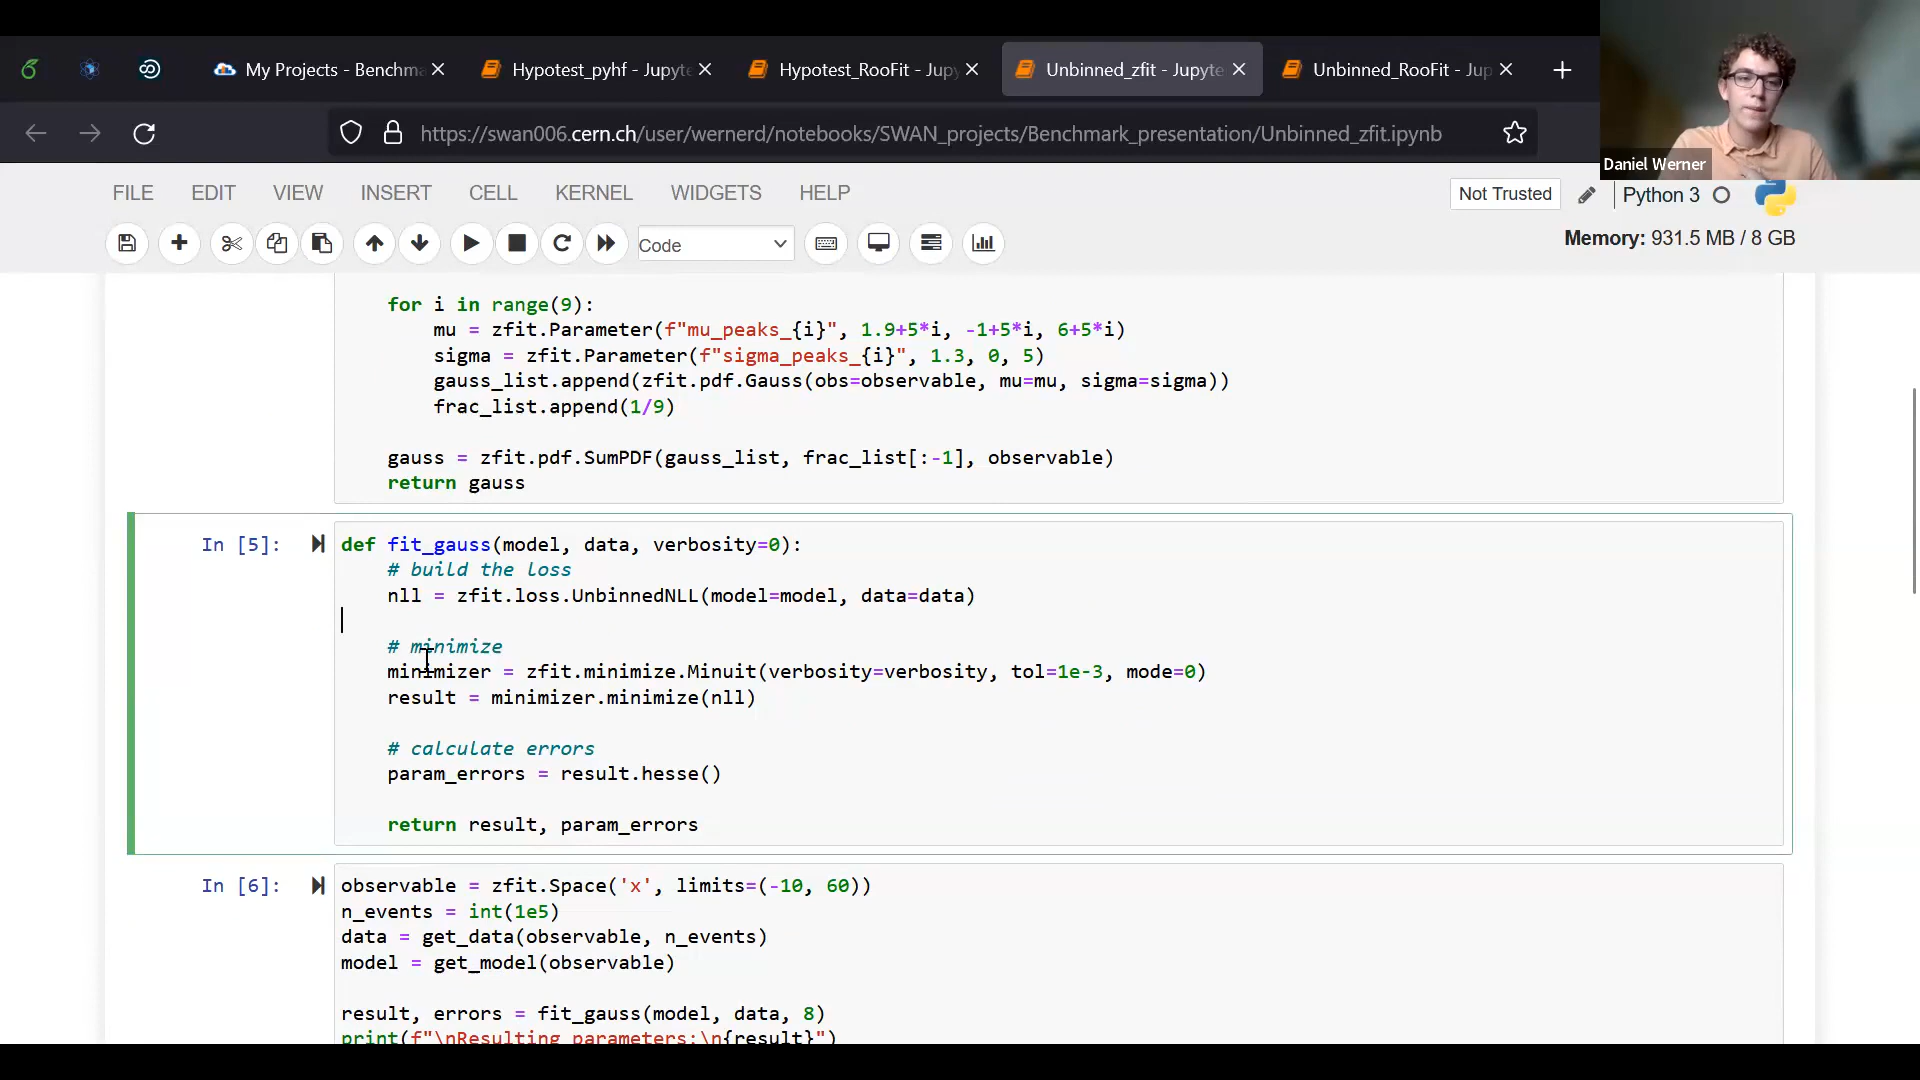 My Projects - Benchma
Hypotest_pyhf - Jupyte
Hypotest_RooFit - Jupy
Unbinned_zfit - Jupyte
Unbinned_RooFit - Jup
https://swan006.cern.ch/user/wernerd/notebooks/SWAN_projects/Benchmark_presentation/Unbinned_zfit.ipynb
Daniel Werner
FILE EDIT VIEW INSERT CELL KERNEL WIDGETS HELP
Not Trusted
Python 3
Code
Memory: 931.5 MB / 8 GB
for i in range(9):
mu = zfit.Parameter(f"mu_peaks_{i}", 1.9+5*i, -1+5*i, 6+5*i)
sigma = zfit.Parameter(f"sigma_peaks_{i}", 1.3, 0, 5)
gauss_list.append(zfit.pdf.Gauss(obs=observable, mu=mu, sigma=sigma))
frac_list.append(1/9)
gauss = zfit.pdf.SumPDF(gauss_list, frac_list[:-1], observable)
return gauss
In [5]:
def fit_gauss(model, data, verbosity=0):
# build the loss
nll = zfit.loss.UnbinnedNLL(model=model, data=data)
# minimize
minimizer = zfit.minimize.Minuit(verbosity=verbosity, tol=1e-3, mode=0)
result = minimizer.minimize(nll)
# calculate errors
param_errors = result.hesse()
return result, param_errors
In [6]:
observable = zfit.Space('x', limits=(-10, 60))
n_events = int(1e5)
data = get_data(observable, n_events)
model = get_model(observable)
result, errors = fit_gauss(model, data, 8)
print(f"\nResulting parameters:\n{result}")